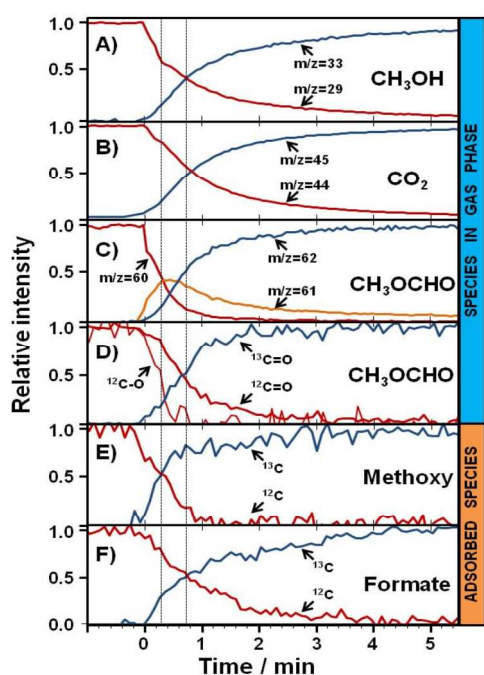 Relative intensity
1.0
A)
0.5
m/z=33
m/z=29
CH₃OH
1.0
B)
0.5
m/z=45
m/z=44
CO₂
1.0
C)
0.5
m/z=60
m/z=62
m/z=61
CH₃OCHO
1.0
D)
0.5
¹²C-O
¹³C=O
¹²C=O
CH₃OCHO
1.0
E)
0.5
¹³C
¹²C
Methoxy
1.0
F)
0.5
0.0
¹³C
¹²C
Formate
0 1 2 3 4 5
Time / min
SPECIES IN GAS PHASE
ADSORBED SPECIES